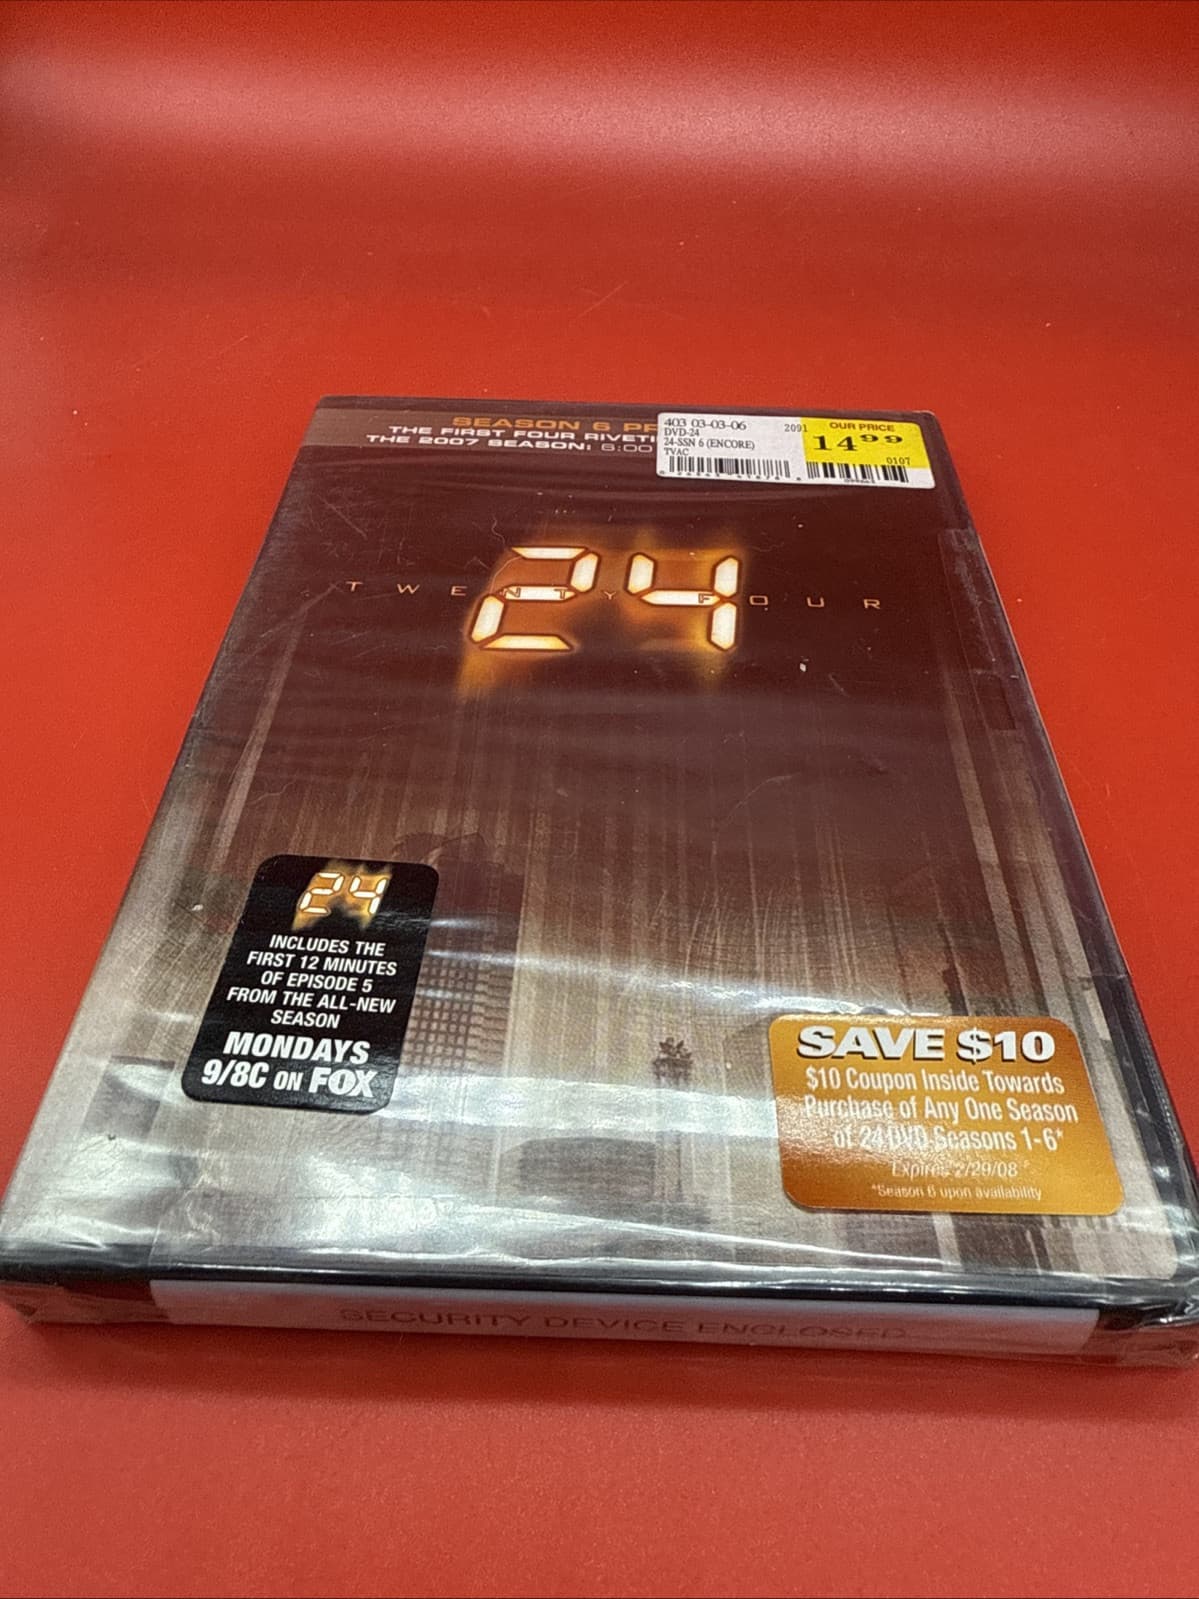 SEASON 6 PR
THE FIRST FOUR RIVETI
THE 2007 SEASON: 6:00
403 03-03-06
2091
DVD-24
24-SSN 6 (ENCORE)
TVAC
OUR PRICE
14⁹⁹
0107
24
TWENTY FOUR
24
INCLUDES THE
FIRST 12 MINUTES
OF EPISODE 5
FROM THE ALL-NEW
SEASON
MONDAYS
9/8C ON FOX
SAVE $10
$10 Coupon Inside Towards
Purchase of Any One Season
of 24 DVD Seasons 1-6*
Expires 2/29/08
*Season 6 upon availability
SECURITY DEVICE ENCLOSED